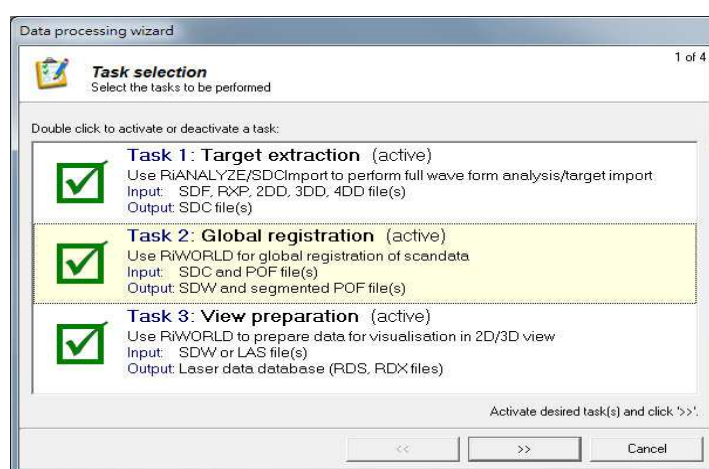 Data processing wizard
1 of 4
Task selection
Select the tasks to be performed
Double click to activate or deactivate a task:
Task 1: Target extraction (active)
Use RiANALYZE/SDCImport to perform full wave form analysis/target import
Input: SDF, RXP, 2DD, 3DD, 4DD file(s)
Output: SDC file(s)
Task 2: Global registration (active)
Use RiWORLD for global registration of scandata
Input: SDC and POF file(s)
Output: SDW and segmented POF file(s)
Task 3: View preparation (active)
Use RiWORLD to prepare data for visualisation in 2D/3D view
Input: SDW or LAS file(s)
Output: Laser data database (RDS, RDX files)
Activate desired task(s) and click '>>'.
<< >> Cancel